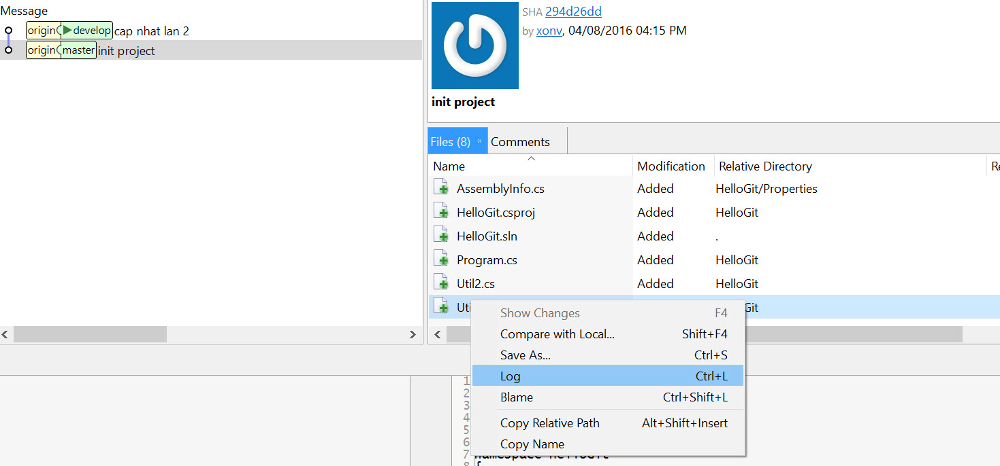 Message
origin develop cap nhat lan 2
origin master init project
SHA 294d26dd
by xonv, 04/08/2016 04:15 PM
init project
Files (8) × Comments
Name Modification Relative Directory Re
AssemblyInfo.cs Added HelloGit/Properties
HelloGit.csproj Added HelloGit
HelloGit.sln Added .
Program.cs Added HelloGit
Util2.cs Added HelloGit
Uti Git
Show Changes F4
Compare with Local... Shift+F4
Save As... Ctrl+S
Log Ctrl+L
Blame Ctrl+Shift+L
Copy Relative Path Alt+Shift+Insert
Copy Name
1
2
3
4
5
6
7 namespace HelloGit
8 {